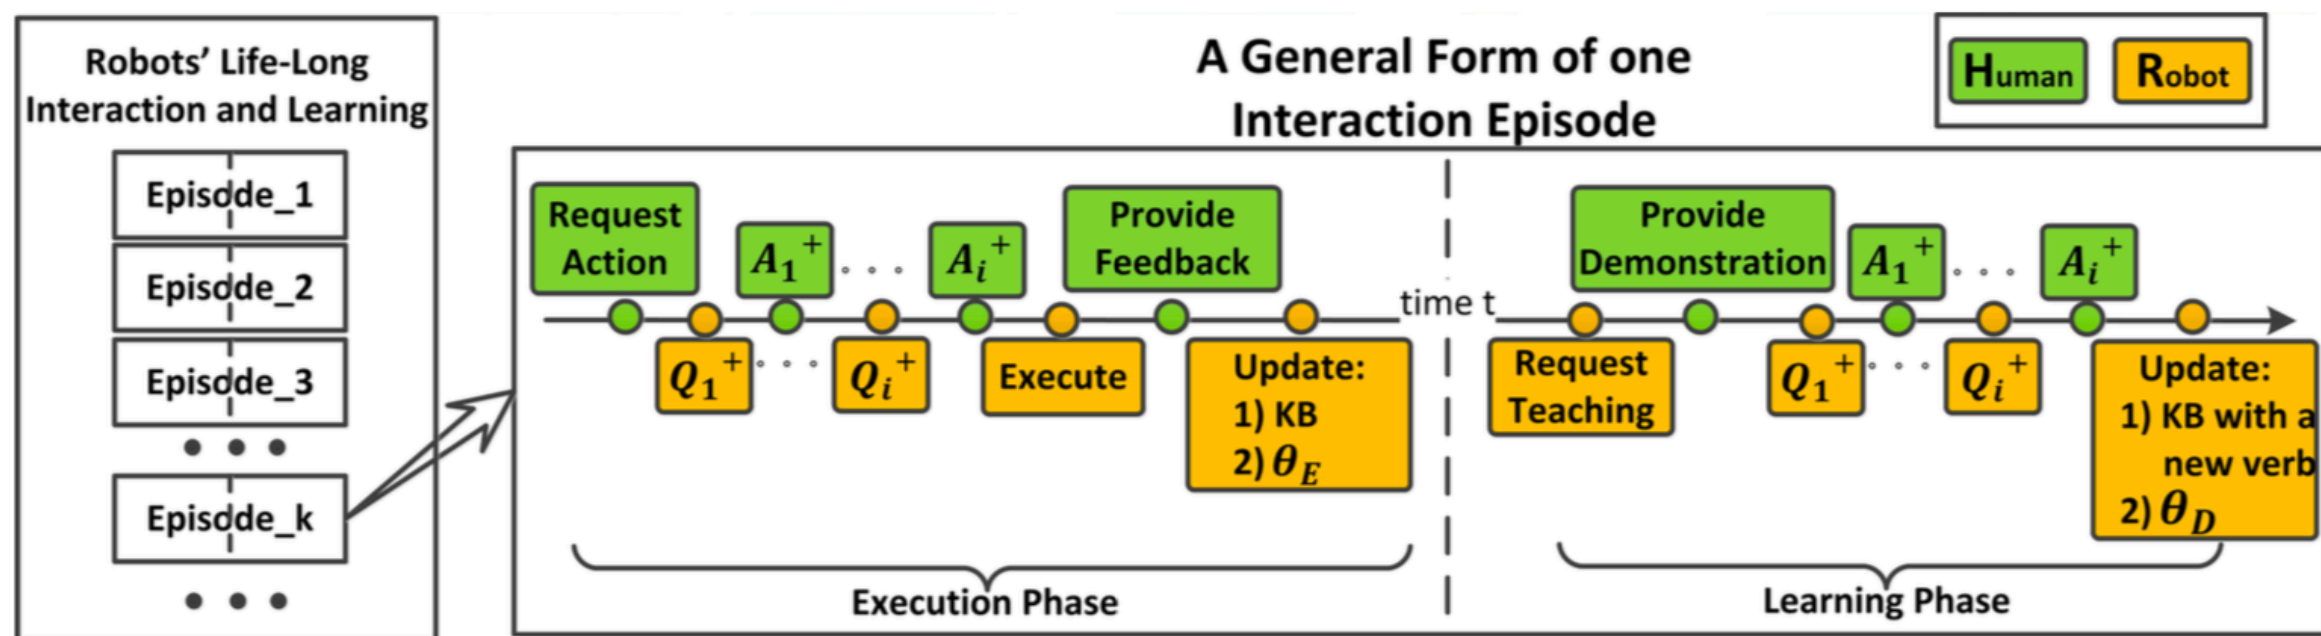 Robots' Life-Long
Interaction and Learning
Episode_1
Episode_2
Episode_3
Episode_k
A General Form of one
Interaction Episode
Human
Robot
Request
Action
Q₁⁺
A₁⁺
Qᵢ⁺
Aᵢ⁺
Execute
Provide
Feedback
Update:
1) KB
2) θ_E
Execution Phase
time t
Request
Teaching
Provide
Demonstration
Q₁⁺
A₁⁺
Qᵢ⁺
Aᵢ⁺
Update:
1) KB with a
new verb
2) θ_D
Learning Phase